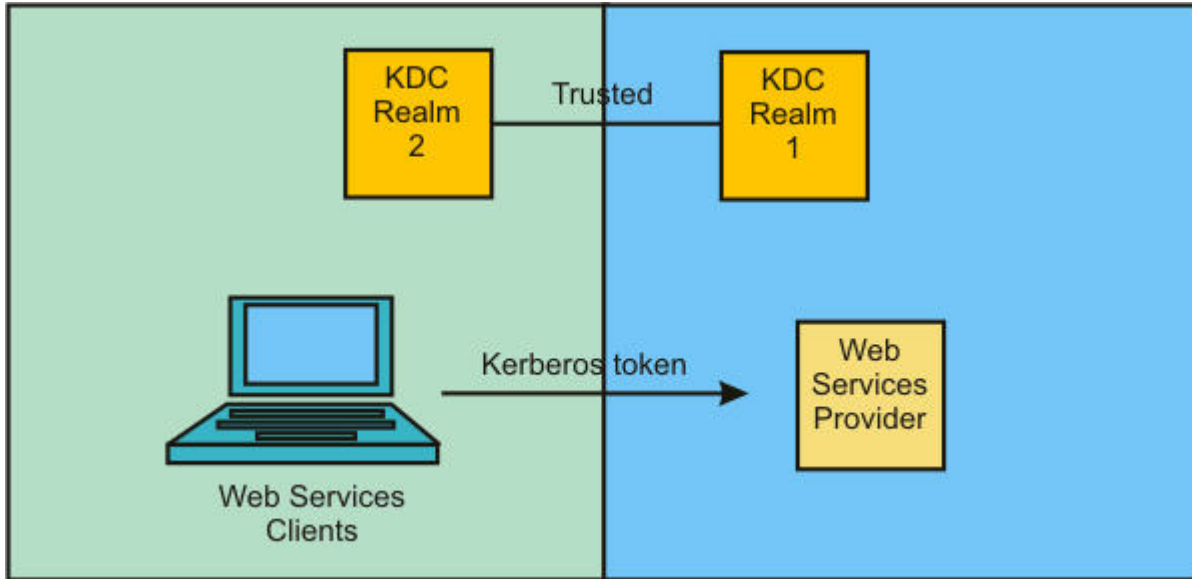 KDC
Realm
2
Trusted
KDC
Realm
1
Kerberos token
Web
Services
Provider
Web Services
Clients